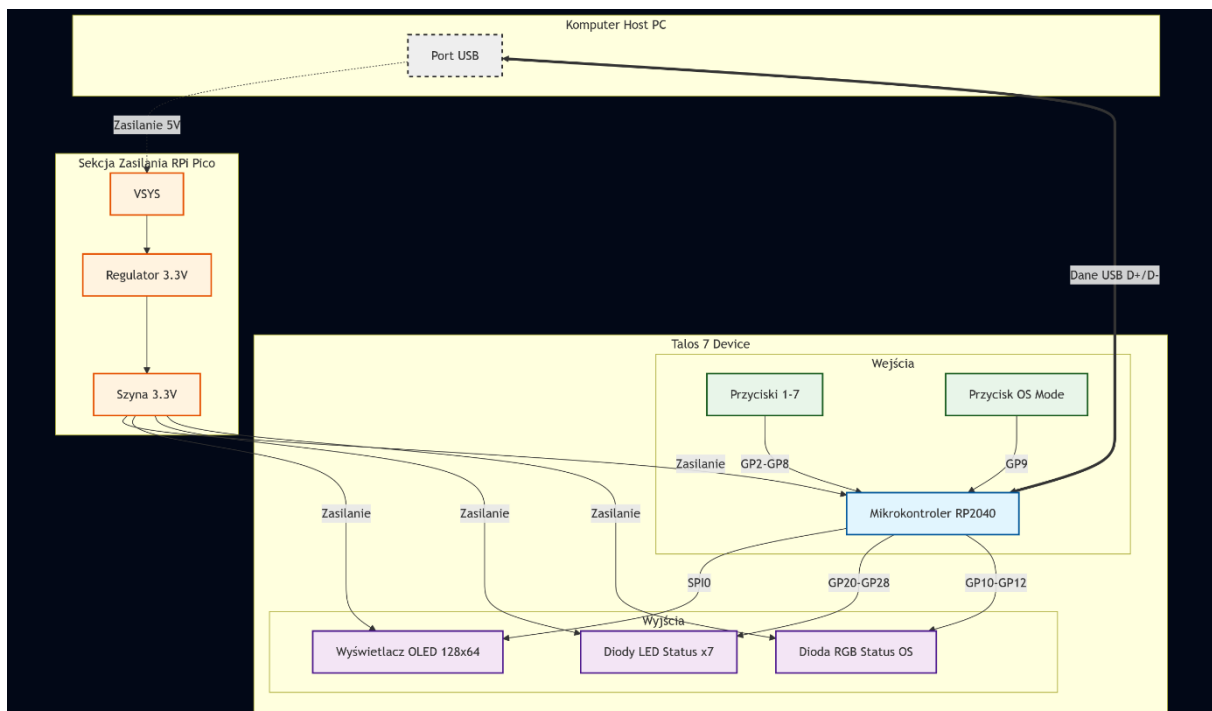 Komputer Host PC
Port USB
Zasilanie 5V
Sekcja Zasilania RPi Pico
VSYS
Regulator 3.3V
Dane USB D+/D-
Szyna 3.3V
Talos 7 Device
Wejścia
Przyciski 1-7
Przycisk OS Mode
Zasilanie
GP2-GP8
GP9
Mikrokontroler RP2040
Zasilanie
Zasilanie
Zasilanie
SPI0
GP20-GP28
GP10-GP12
Wyjścia
Wyświetlacz OLED 128x64
Diody LED Status x7
Dioda RGB Status OS